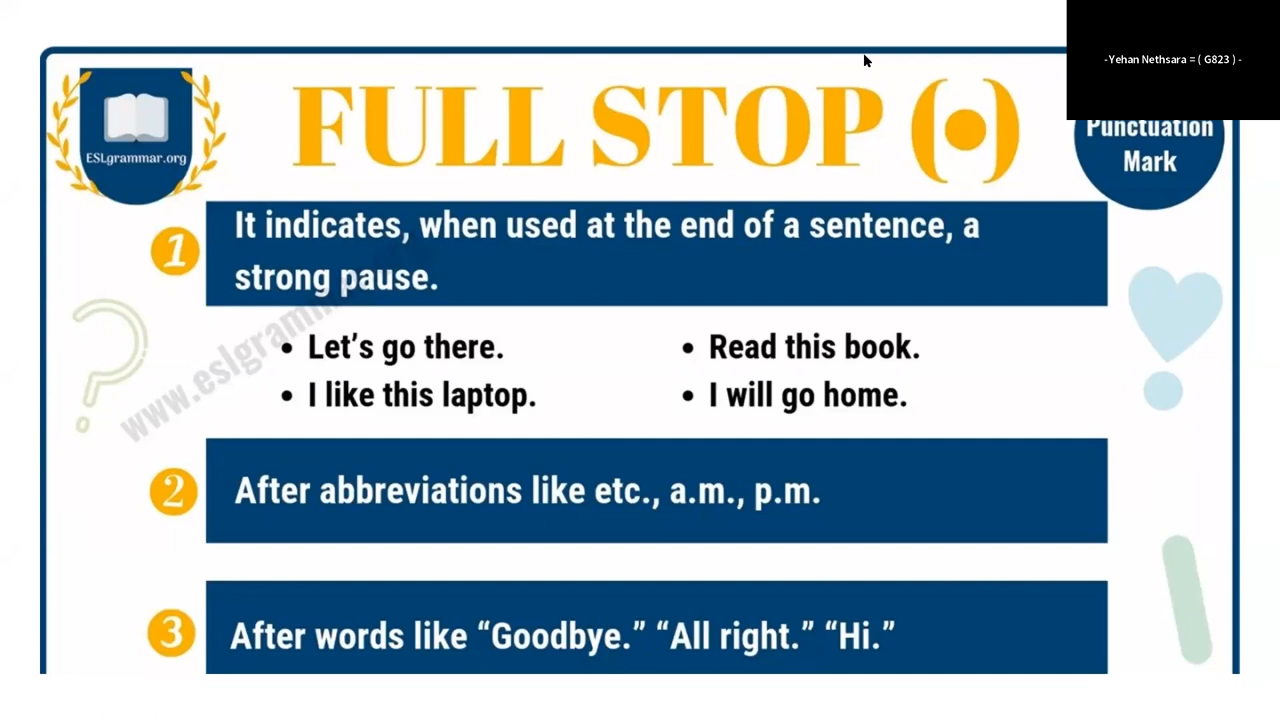 -Yehan Nethsara = ( G823 ) -
ESLgrammar.org
FULL STOP (•)
Punctuation
Mark
1
It indicates, when used at the end of a sentence, a
strong pause.
• Let’s go there.
• I like this laptop.
• Read this book.
• I will go home.
www.eslgramm
2
After abbreviations like etc., a.m., p.m.
3
After words like “Goodbye.” “All right.” “Hi.”